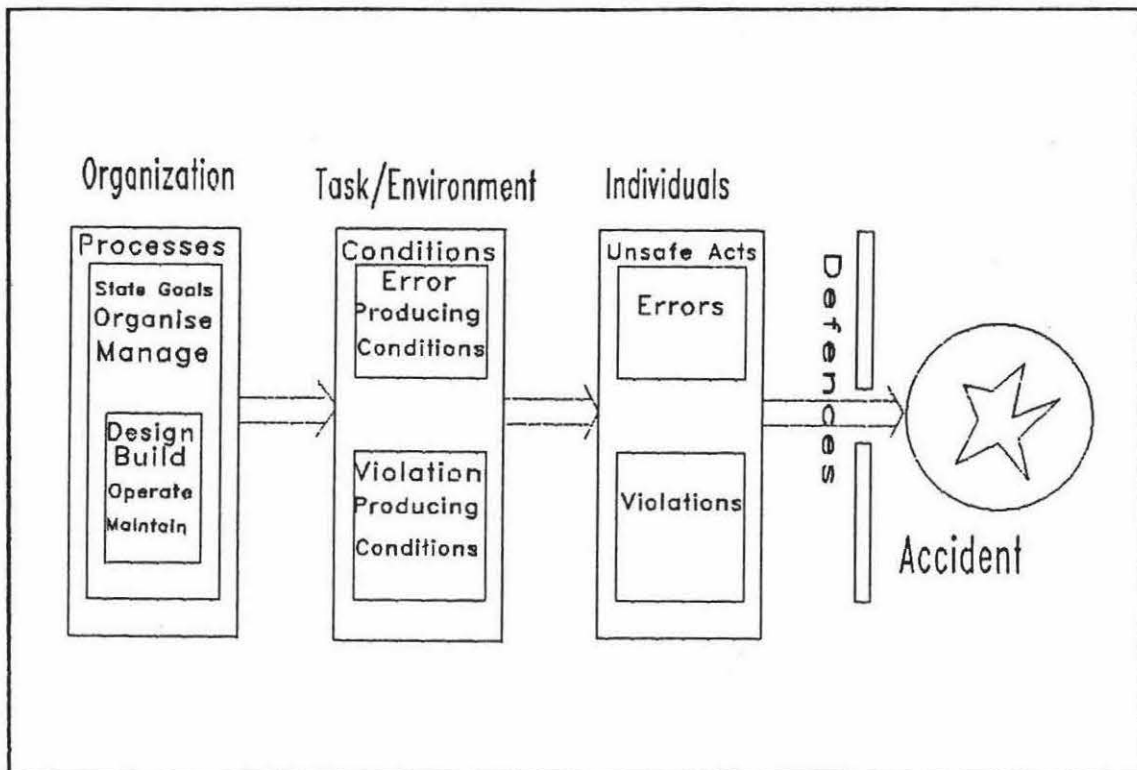 Organization
Processes
State Goals
Organise
Manage
Design
Build
Operate
Maintain
Task/Environment
Conditions
Error
Producing
Conditions
Violation
Producing
Conditions
Individuals
Unsafe Acts
Errors
Violations
Defences
Accident